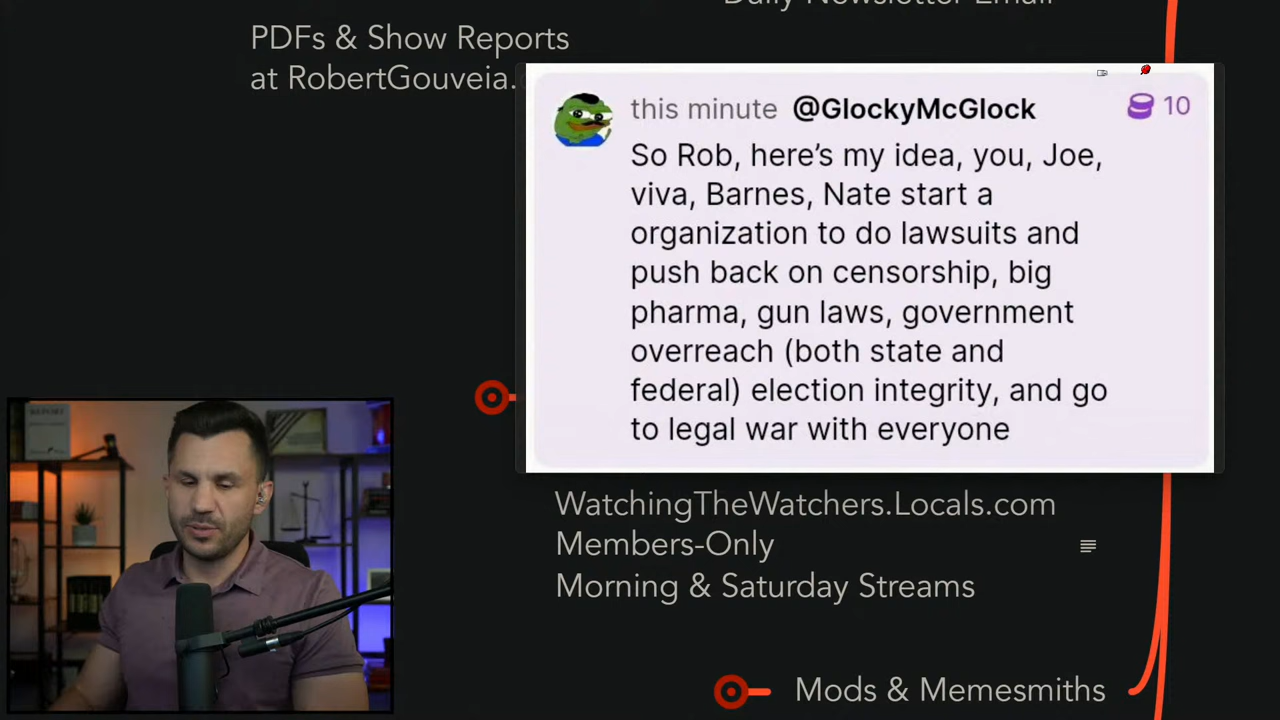 PDFs & Show Reports
at RobertGouveia.
this minute @GlockyMcGlock 10
So Rob, here's my idea, you, Joe,
viva, Barnes, Nate start a
organization to do lawsuits and
push back on censorship, big
pharma, gun laws, government
overreach (both state and
federal) election integrity, and go
to legal war with everyone
WatchingTheWatchers.Locals.com
Members-Only
Morning & Saturday Streams
Mods & Memesmiths